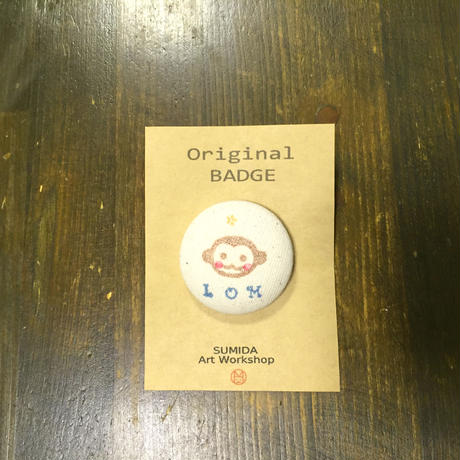 Original
BADGE
LOM
SUMIDA
Art Workshop